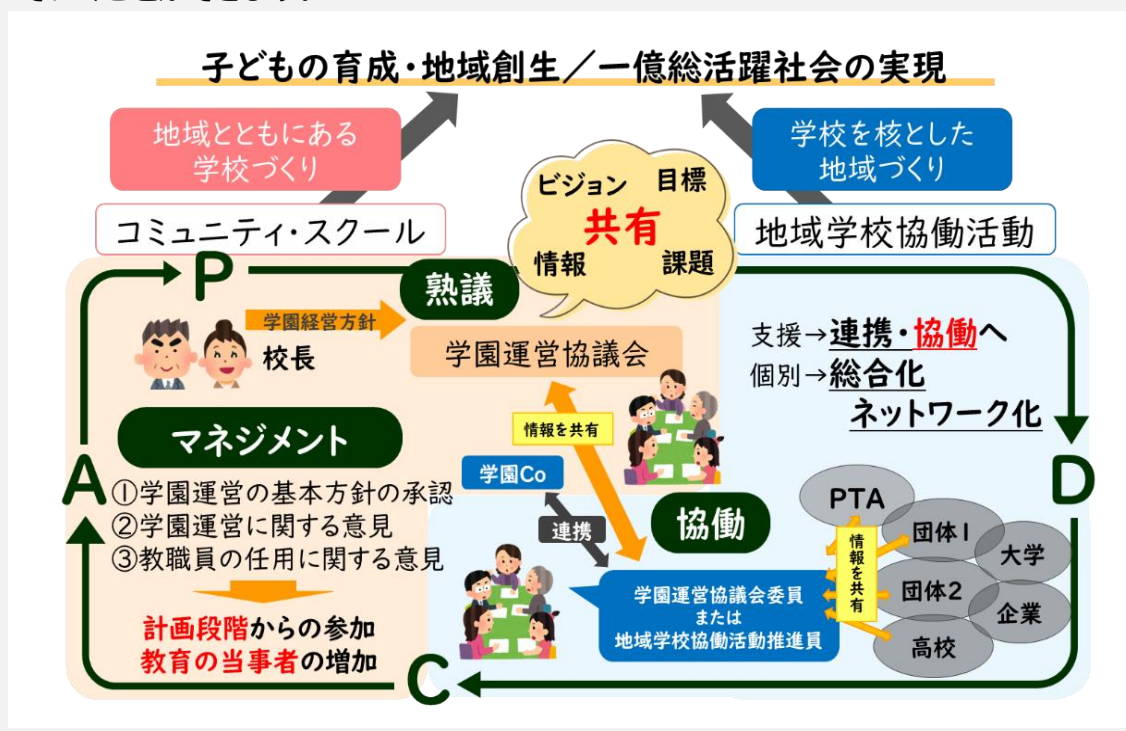 子どもの育成・地域創生／一億総活躍社会の実現
地域とともにある
学校づくり
学校を核とした
地域づくり
コミュニティ・スクール
地域学校協働活動
ビジョン 目標
共有
情報 課題
P
熟議
学園経営方針
校長
学園運営協議会
支援→連携・協働へ
個別→総合化
ネットワーク化
情報を共有
マネジメント
A
①学園運営の基本方針の承認
②学園運営に関する意見
③教職員の任用に関する意見
計画段階からの参加
教育の当事者の増加
学園Co
連携
協働
D
PTA
団体1
大学
団体2
企業
高校
情報を共有
学園運営協議会委員
または
地域学校協働活動推進員
C